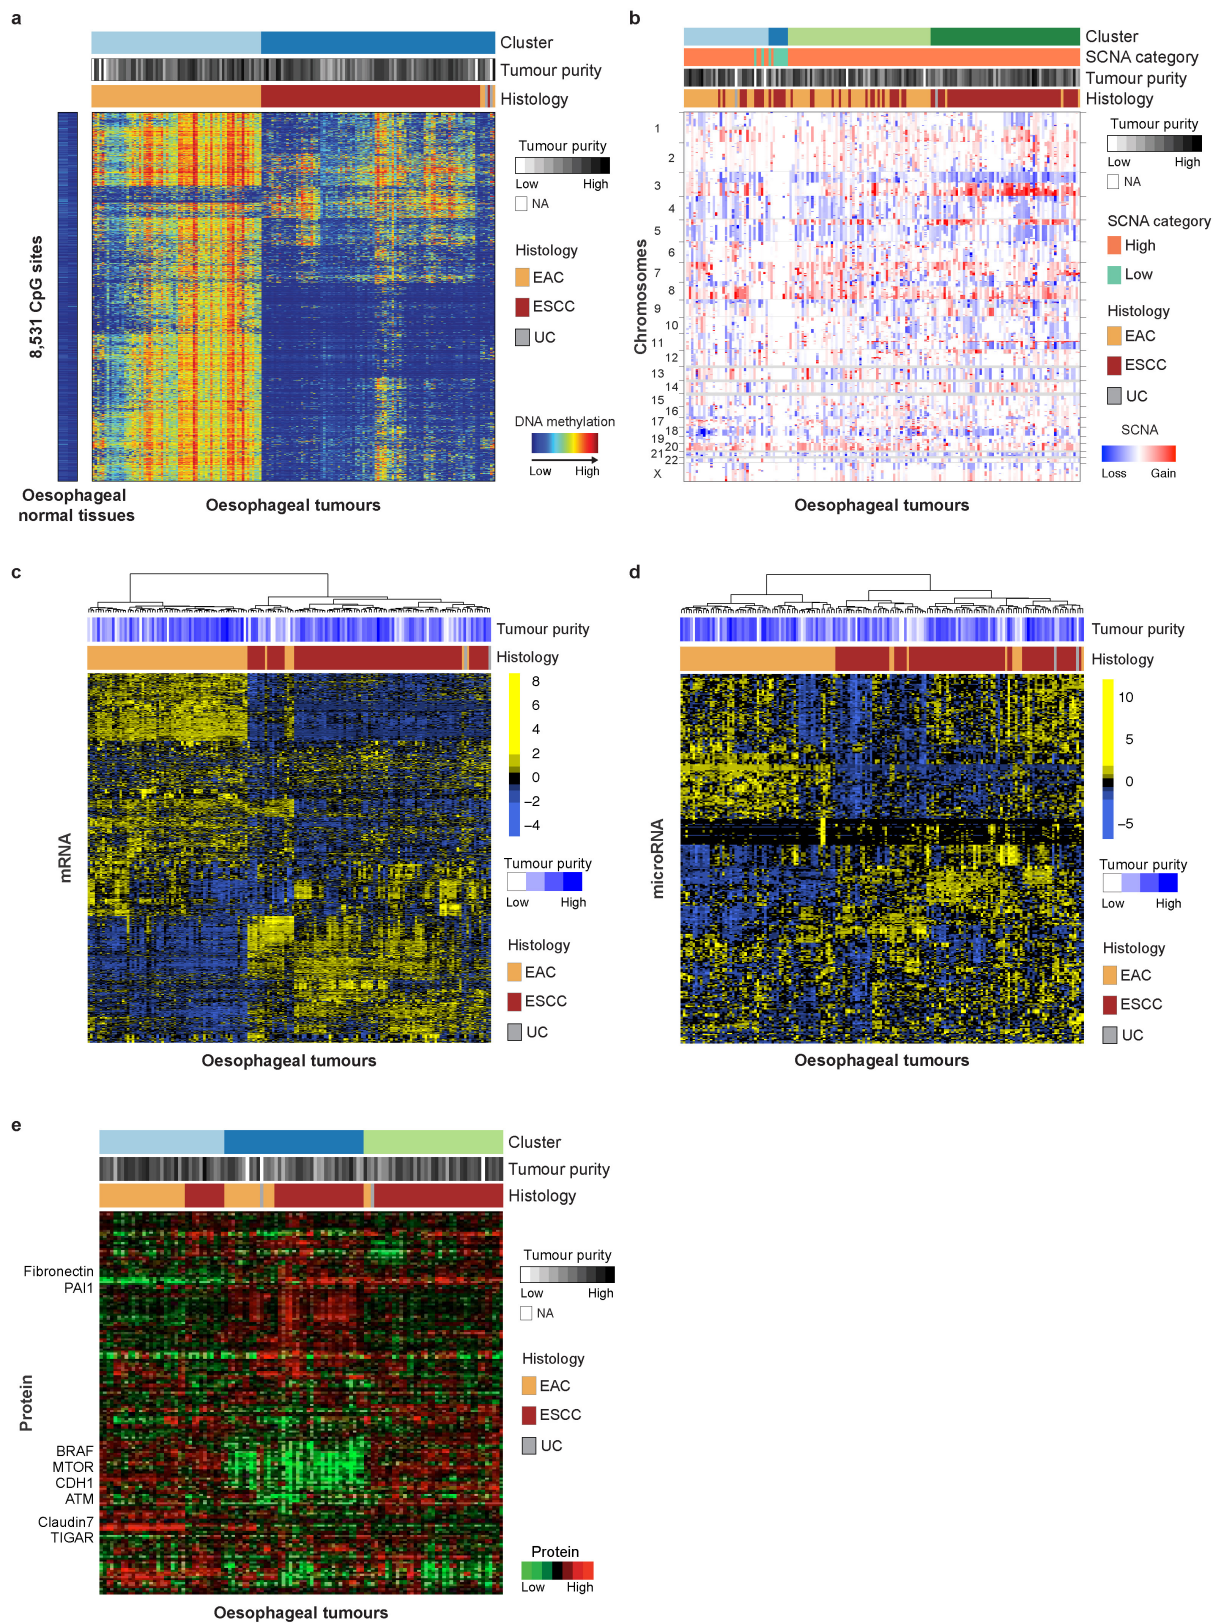 a
Cluster
Tumour purity
Histology
8,531 CpG sites
Tumour purity
Low High
NA
Histology
EAC
ESCC
UC
DNA methylation
Low High
Oesophageal
normal tissues
Oesophageal tumours
b
Cluster
SCNA category
Tumour purity
Histology
Chromosomes
1
2
3
4
5
6
7
8
9
10
11
12
13
14
15
16
17
18
19
20
21
22
X
Tumour purity
Low High
NA
SCNA category
High
Low
Histology
EAC
ESCC
UC
SCNA
Loss Gain
Oesophageal tumours
c
Tumour purity
Histology
mRNA
8
6
4
2
0
−2
−4
Tumour purity
Low High
Histology
EAC
ESCC
UC
Oesophageal tumours
d
Tumour purity
Histology
microRNA
10
5
0
−5
Tumour purity
Low High
Histology
EAC
ESCC
UC
Oesophageal tumours
e
Cluster
Tumour purity
Histology
Protein
Fibronectin
PAI1
BRAF
MTOR
CDH1
ATM
Claudin7
TIGAR
Tumour purity
Low High
NA
Histology
EAC
ESCC
UC
Protein
Low High
Oesophageal tumours